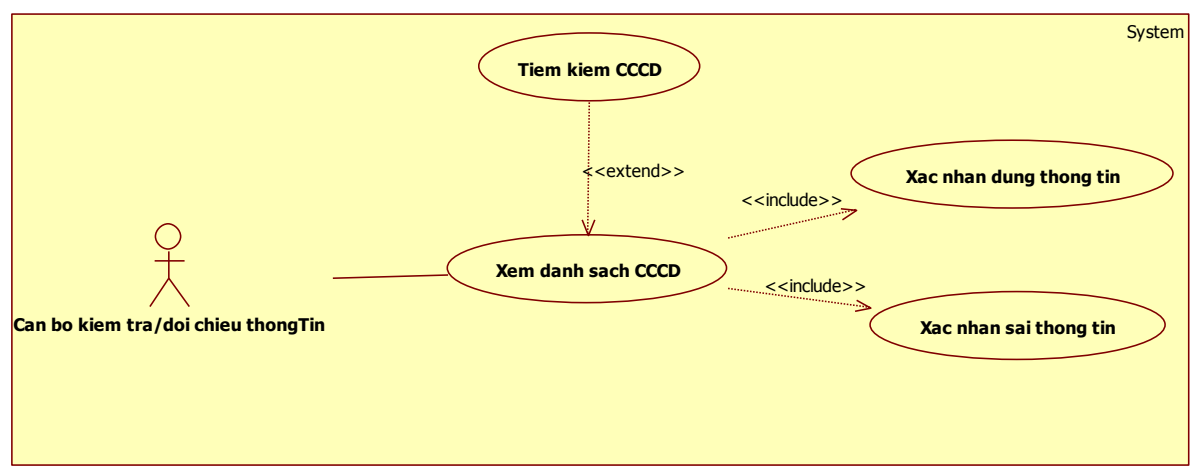 System
Tiem kiem CCCD
<<extend>>
Xac nhan dung thong tin
<<include>>
Xem danh sach CCCD
<<include>>
Can bo kiem tra/doi chieu thongTin
Xac nhan sai thong tin